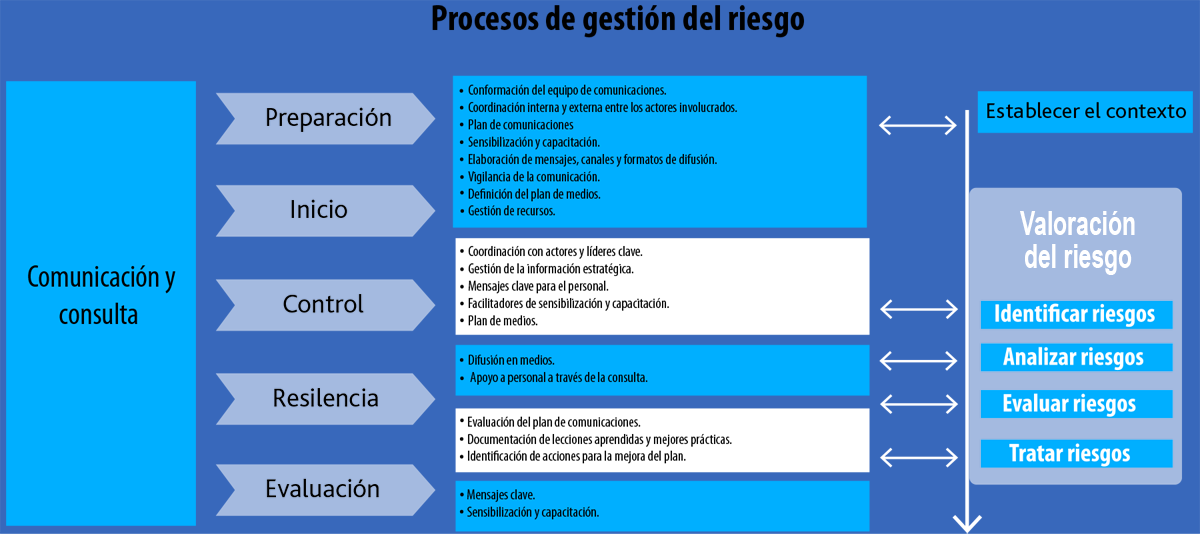 Procesos de gestión del riesgo
Comunicación y
consulta
Preparación
Inicio
Control
Resilencia
Evaluación
• Conformación del equipo de comunicaciones.
• Coordinación interna y externa entre los actores involucrados.
• Plan de comunicaciones
• Sensibilización y capacitación.
• Elaboración de mensajes, canales y formatos de difusión.
• Vigilancia de la comunicación.
• Definición del plan de medios.
• Gestión de recursos.
• Coordinación con actores y líderes clave.
• Gestión de la información estratégica.
• Mensajes clave para el personal.
• Facilitadores de sensibilización y capacitación.
• Plan de medios.
• Difusión en medios.
• Apoyo a personal a través de la consulta.
• Evaluación del plan de comunicaciones.
• Documentación de lecciones aprendidas y mejores prácticas.
• Identificación de acciones para la mejora del plan.
• Mensajes clave.
• Sensibilización y capacitación.
Establecer el contexto
Valoración
del riesgo
Identificar riesgos
Analizar riesgos
Evaluar riesgos
Tratar riesgos